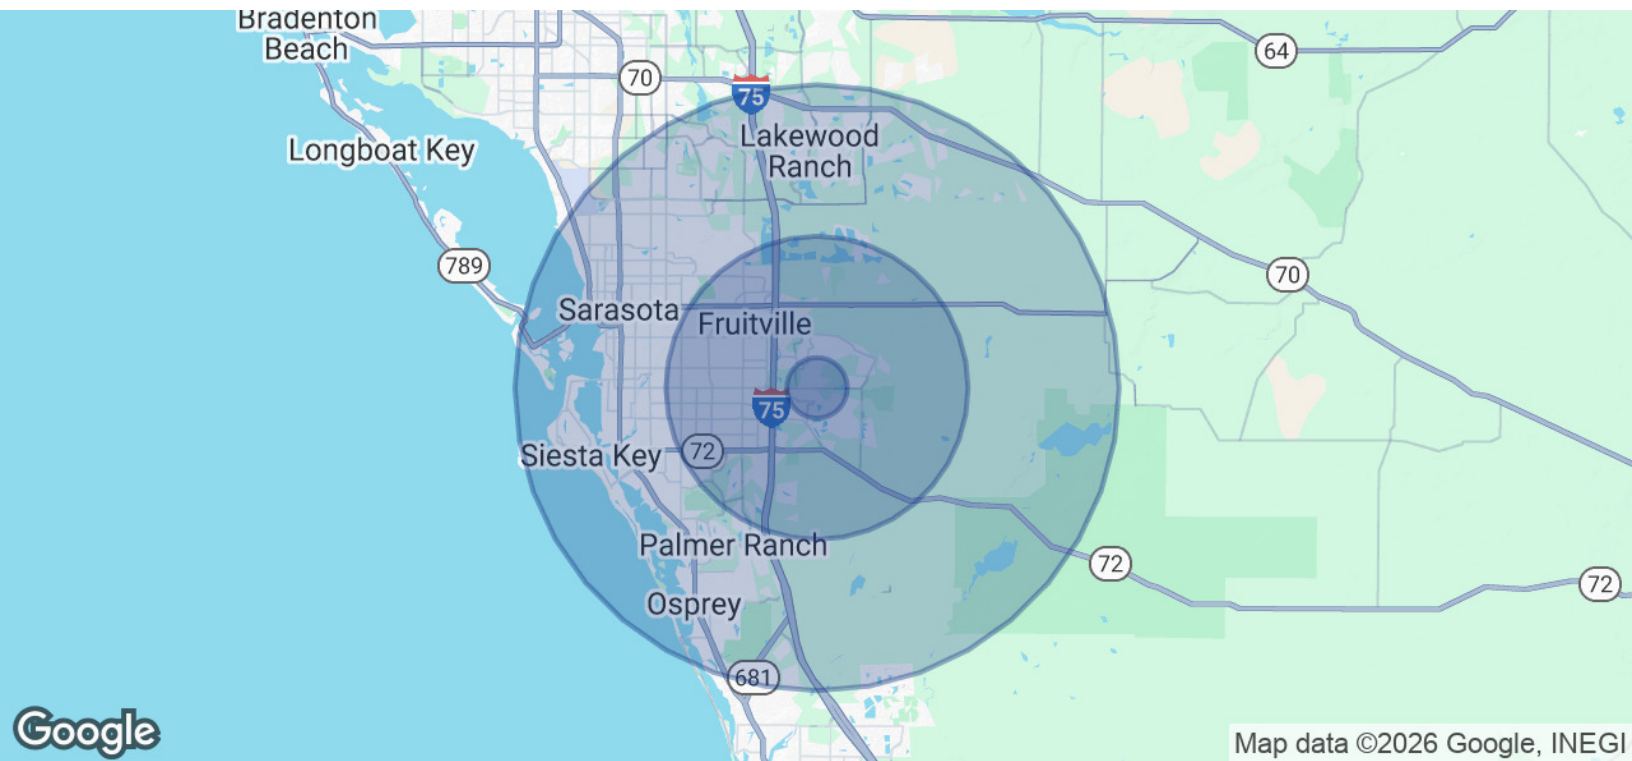 Bradenton
Beach
64
70
75
Lakewood
Ranch
Longboat Key
789
70
Sarasota
Fruitville
75
Siesta Key
72
Palmer Ranch
72
72
Osprey
681
Google
Map data ©2026 Google, INEGI